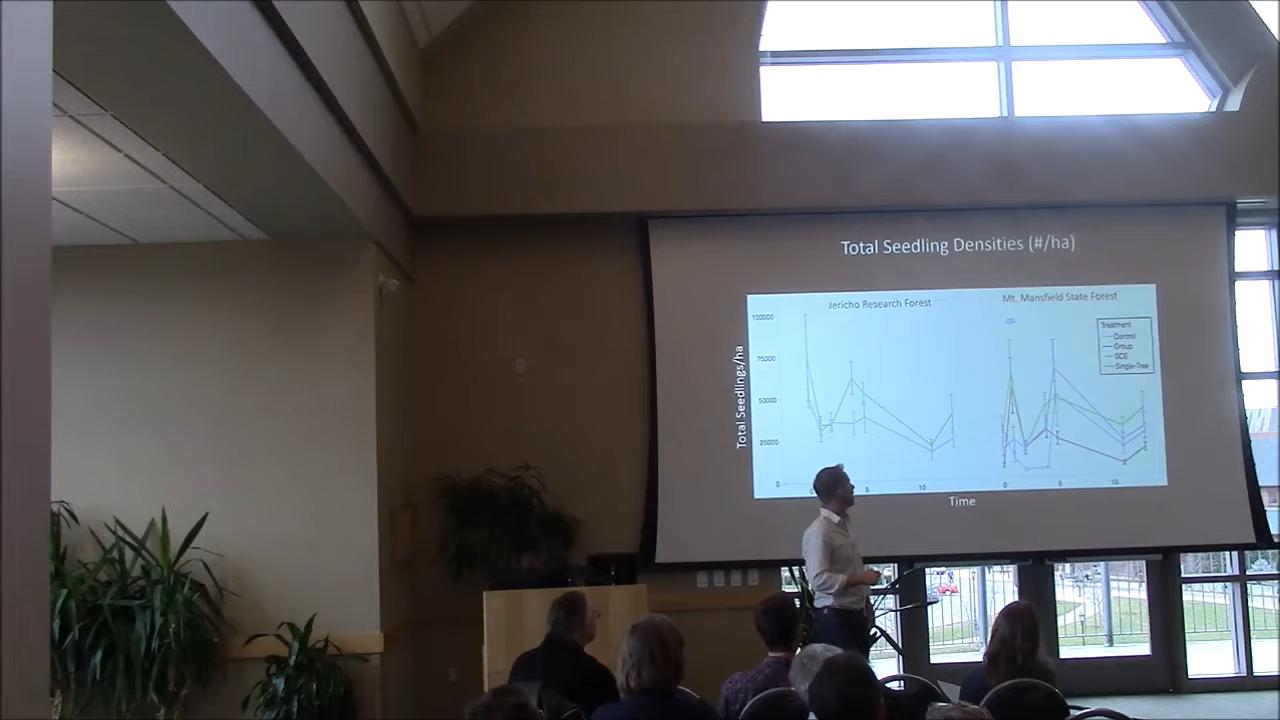 Total Seedling Densities (#/ha)
Jericho Research Forest
Mt. Mansfield State Forest
Total Seedlings/ha
100000
75000
50000
25000
0
Treatment
Control
Group
SCE
Single-Tree
5
10
0
5
10
Time